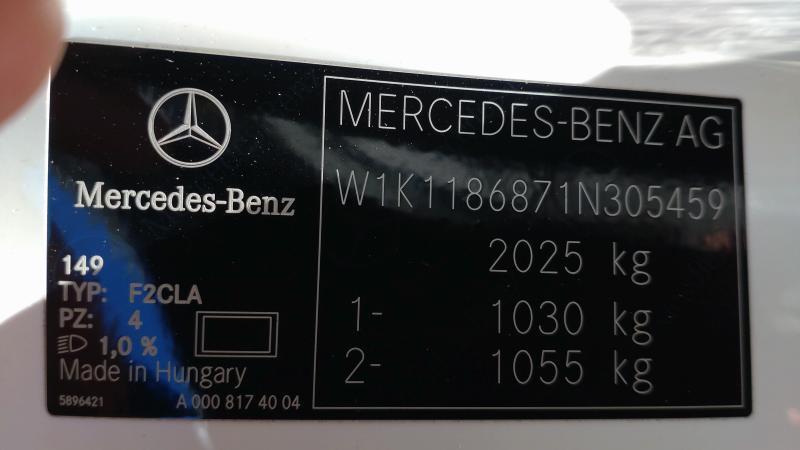 Mercedes-Benz
149
TYP: F2CLA
PZ: 4
1,0 %
Made in Hungary
5896421 A 000 817 40 04
MERCEDES-BENZ AG
W1K1186871N305459
2025 kg
1- 1030 kg
2- 1055 kg